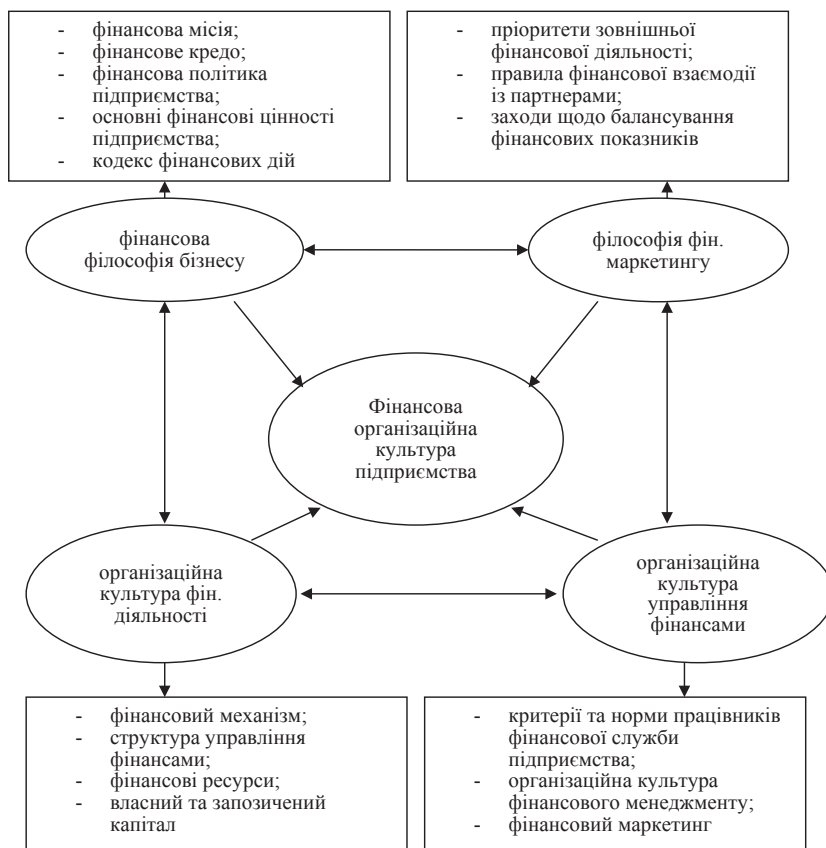 - фінансова місія;
- фінансове кредо;
- фінансова політика
підприємства;
- основні фінансові цінності
підприємства;
- кодекс фінансових дій
- пріоритети зовнішньої
фінансової діяльності;
- правила фінансової взаємодії
із партнерами;
- заходи щодо балансування
фінансових показників
фінансова
філософія бізнесу
філософія фін.
маркетингу
Фінансова
організаційна
культура
підприємства
організаційна
культура фін.
діяльності
організаційна
культура
управління
фінансами
- фінансовий механізм;
- структура управління
фінансами;
- фінансові ресурси;
- власний та запозичений
капітал
- критерії та норми працівників
фінансової служби
підприємства;
- організаційна культура
фінансового менеджменту;
- фінансовий маркетинг